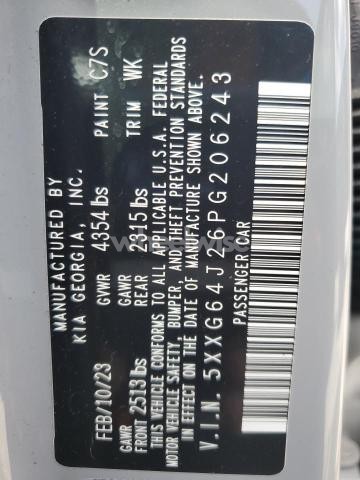 MANUFACTURED BY
KIA GEORGIA, INC.
PAINT C7S
TRIM WK
FEB/10/23
GVWR 4354 lbs
GAWR
FRONT 2513 lbs
GAWR
REAR 2315 lbs
THIS VEHICLE CONFORMS TO ALL APPLICABLE U.S.A. FEDERAL
MOTOR VEHICLE SAFETY, BUMPER, AND THEFT PREVENTION STANDARDS
IN EFFECT ON THE DATE OF MANUFACTURE SHOWN ABOVE.
V.I.N. 5XXG64J26PG206243
PASSENGER CAR